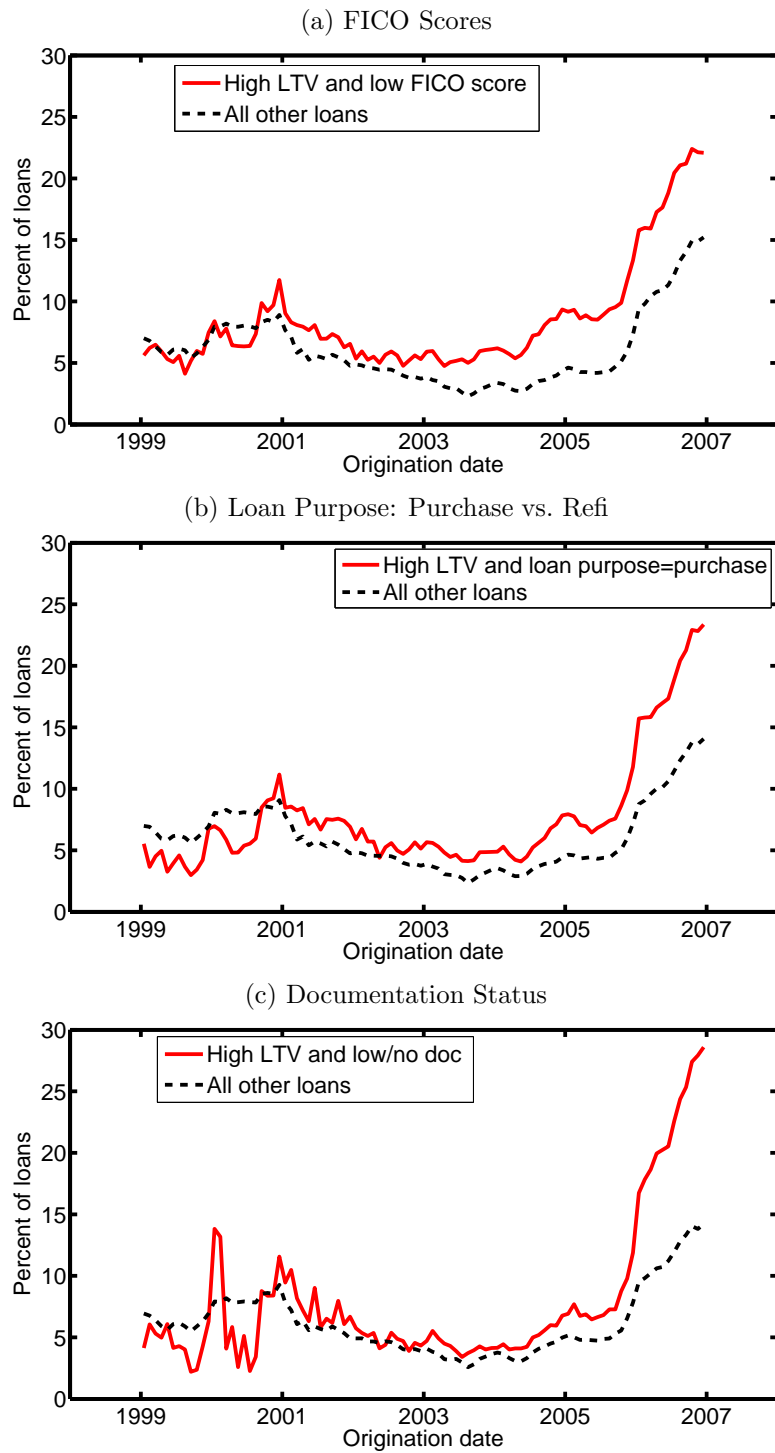 (a) FICO Scores
30
25
20
15
10
5
0
Percent of loans
High LTV and low FICO score
All other loans
1999 2001 2003 2005 2007
Origination date
(b) Loan Purpose: Purchase vs. Refi
30
25
20
15
10
5
0
Percent of loans
High LTV and loan purpose=purchase
All other loans
1999 2001 2003 2005 2007
Origination date
(c) Documentation Status
30
25
20
15
10
5
0
Percent of loans
High LTV and low/no doc
All other loans
1999 2001 2003 2005 2007
Origination date